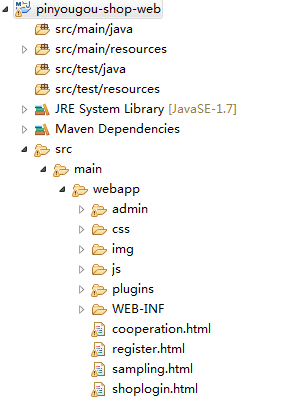 pinyougou-shop-web
src/main/java
src/main/resources
src/test/java
src/test/resources
JRE System Library [JavaSE-1.7]
Maven Dependencies
src
main
webapp
admin
css
img
js
plugins
WEB-INF
cooperation.html
register.html
sampling.html
shoplogin.html